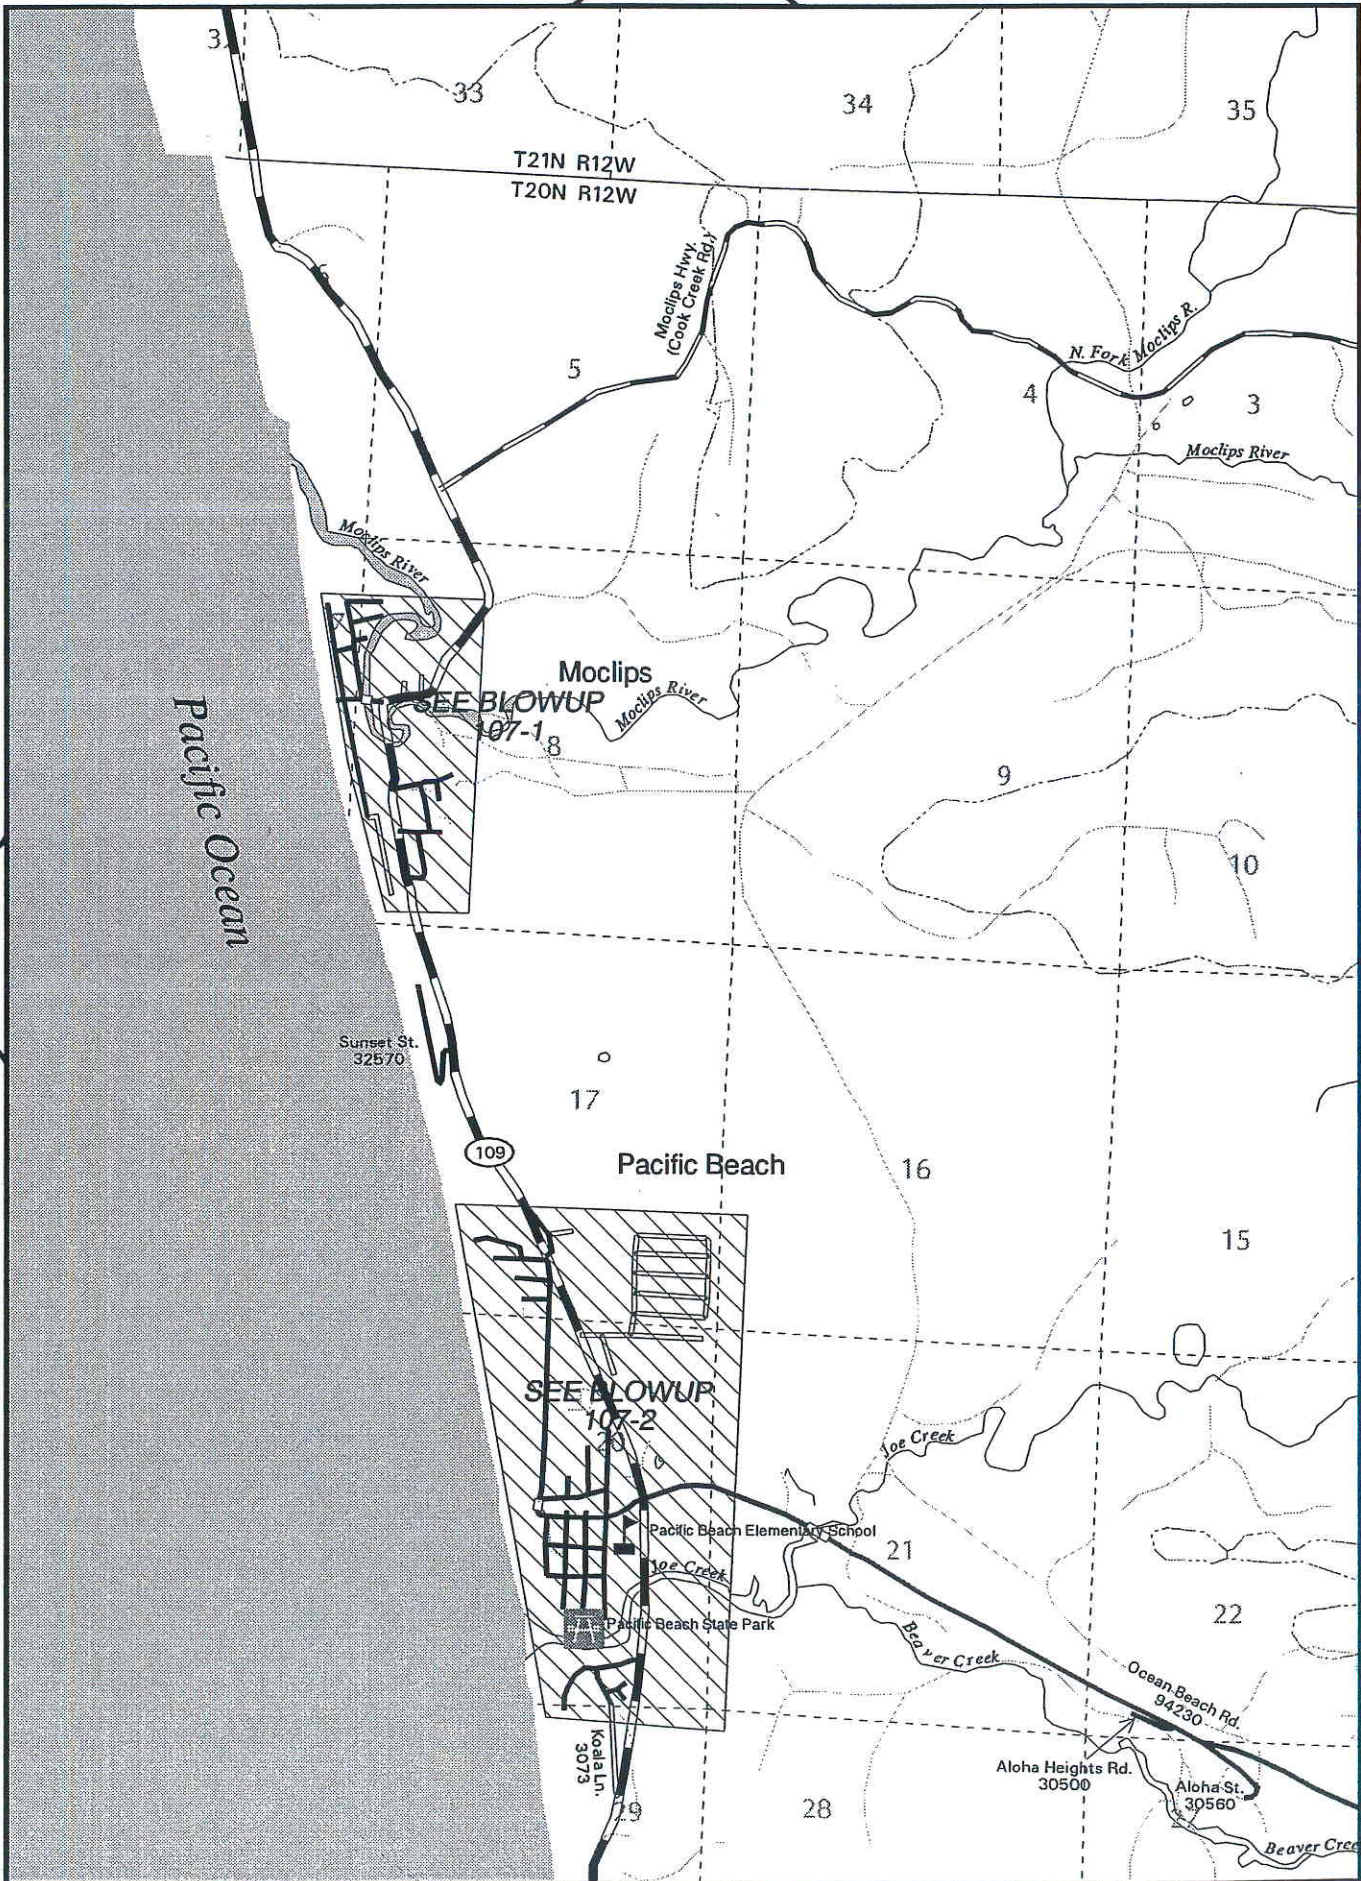 3
33
34
35
T21N R12W
T20N R12W
6
Moclips Hwy.
(Cook Creek Rd.)
5
N. Fork Moclips R.
4
3
Moclips River
Moclips River
Moclips
SEE BLOWUP
107-1
8
Moclips River
9
10
Pacific Ocean
Sunset St.
32570
17
109
Pacific Beach
16
15
SEE BLOWUP
107-2
20
Joe Creek
Pacific Beach Elementary School
21
Joe Creek
22
Pacific Beach State Park
Beaver Creek
Ocean Beach Rd.
94230
Koala Ln.
30073
Aloha Heights Rd.
30500
Aloha St.
30560
29
28
Beaver Cree